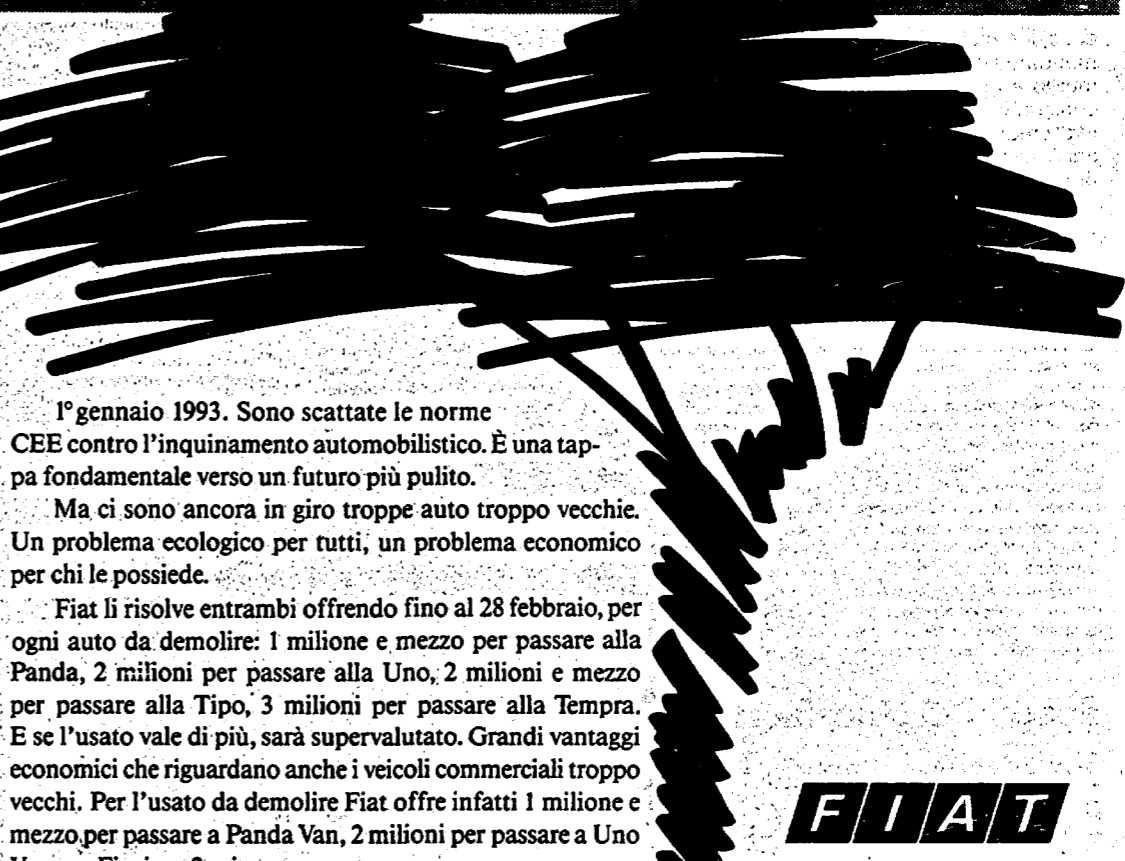 1° gennaio 1993. Sono scattate le norme
CEE contro l'inquinamento automobilistico. È una tap-
pa fondamentale verso un futuro più pulito.
Ma ci sono ancora in giro troppe auto troppo vecchie.
Un problema ecologico per tutti, un problema economico
per chi le possiede.
Fiat li risolve entrambi offrendo fino al 28 febbraio, per
ogni auto da demolire: 1 milione e mezzo per passare alla
Panda, 2 milioni per passare alla Uno, 2 milioni e mezzo
per passare alla Tipo, 3 milioni per passare alla Tempra.
E se l'usato vale di più, sarà supervalutato. Grandi vantaggi
economici che riguardano anche i veicoli commerciali troppo
vecchi. Per l'usato da demolire Fiat offre infatti 1 milione e
mezzo per passare a Panda Van, 2 milioni per passare a Uno
FIAT